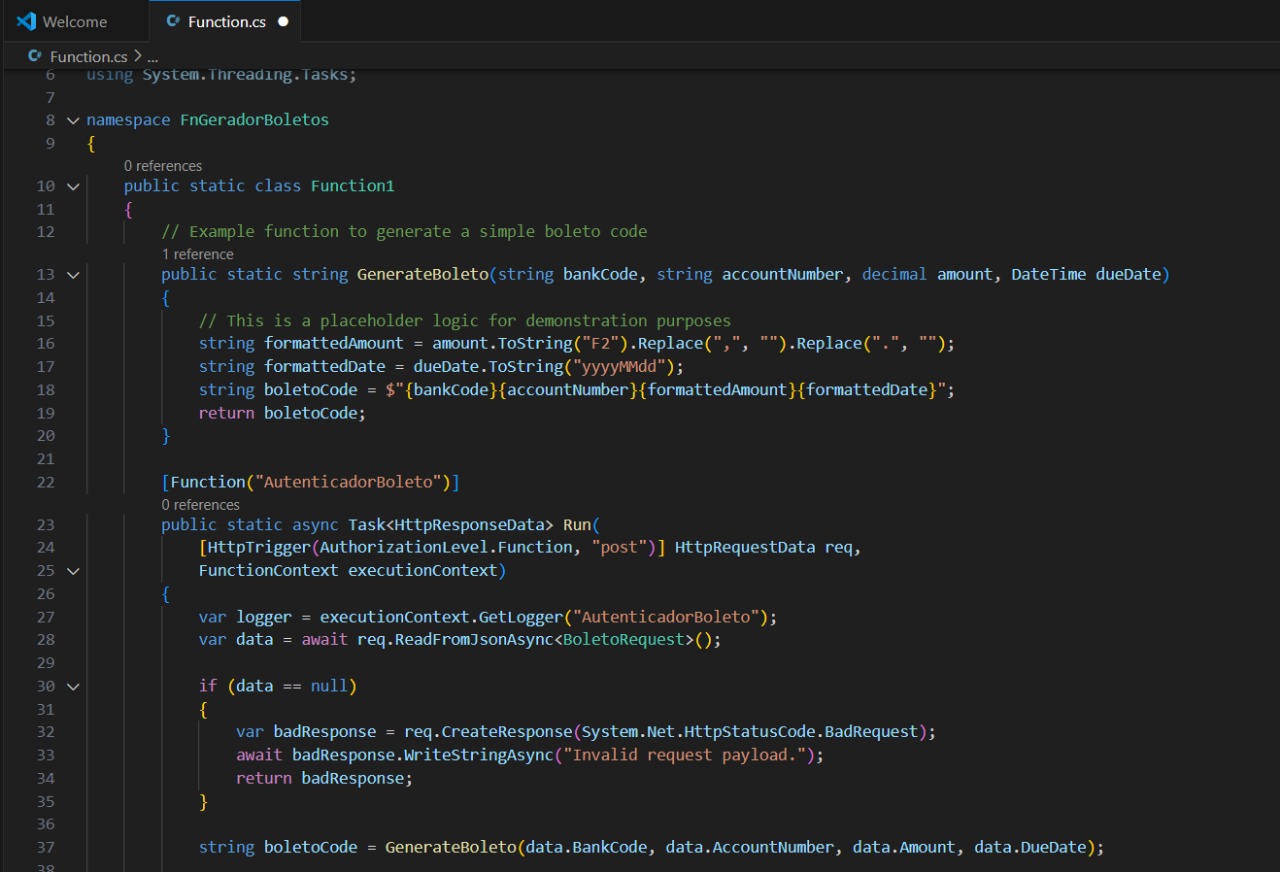 Welcome
Function.cs
Function.cs > ...
6 using System.Threading.Tasks;
7
8 namespace FnGeradorBoletos
9 {
0 references
10 public static class Function1
11 {
12 // Example function to generate a simple boleto code
1 reference
13 public static string GenerateBoleto(string bankCode, string accountNumber, decimal amount, DateTime dueDate)
14 {
15 // This is a placeholder logic for demonstration purposes
16 string formattedAmount = amount.ToString("F2").Replace(",", "").Replace(".", "");
17 string formattedDate = dueDate.ToString("yyyyMMdd");
18 string boletoCode = $"{bankCode}{accountNumber}{formattedAmount}{formattedDate}";
19 return boletoCode;
20 }
21
22 [Function("AutenticadorBoleto")]
0 references
23 public static async Task<HttpResponseData> Run(
24 [HttpTrigger(AuthorizationLevel.Function, "post")] HttpRequestData req,
25 FunctionContext executionContext)
26 {
27 var logger = executionContext.GetLogger("AutenticadorBoleto");
28 var data = await req.ReadFromJsonAsync<BoletoRequest>();
29
30 if (data == null)
31 {
32 var badResponse = req.CreateResponse(System.Net.HttpStatusCode.BadRequest);
33 await badResponse.WriteStringAsync("Invalid request payload.");
34 return badResponse;
35 }
36
37 string boletoCode = GenerateBoleto(data.BankCode, data.AccountNumber, data.Amount, data.DueDate);
38